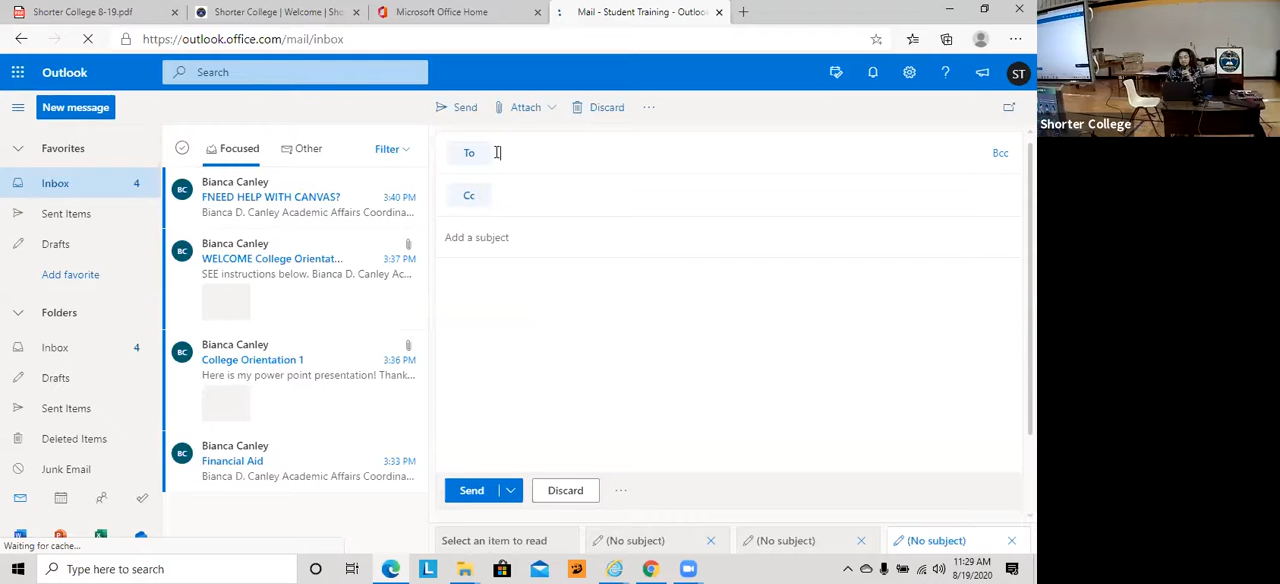 Shorter College 8-19.pdf
Shorter College | Welcome | Sho
Microsoft Office Home
Mail - Student Training - Outlook
https://outlook.office.com/mail/inbox
Outlook
Search
ST
New message
Send
Attach
Discard
Favorites
Focused
Other
Filter
To
Bcc
Inbox 4
Bianca Canley
FNEED HELP WITH CANVAS? 3:40 PM
Bianca D. Canley Academic Affairs Coordina...
Cc
Sent Items
Add a subject
Drafts
Bianca Canley
WELCOME College Orientat... 3:37 PM
SEE instructions below. Bianca D. Canley Ac...
Add favorite
Folders
Inbox 4
Bianca Canley
College Orientation 1 3:36 PM
Here is my power point presentation! Thank...
Drafts
Sent Items
Deleted Items
Bianca Canley
Financial Aid 3:33 PM
Bianca D. Canley Academic Affairs Coordina...
Junk Email
Send
Discard
Waiting for cache...
Select an item to read
(No subject)
(No subject)
(No subject)
Type here to search
11:29 AM
8/19/2020
Shorter College